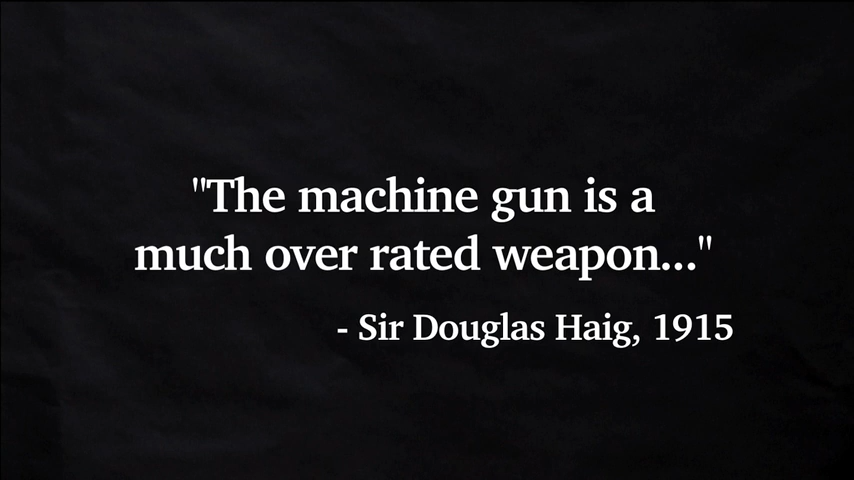 "The machine gun is a
much over rated weapon..."
- Sir Douglas Haig, 1915